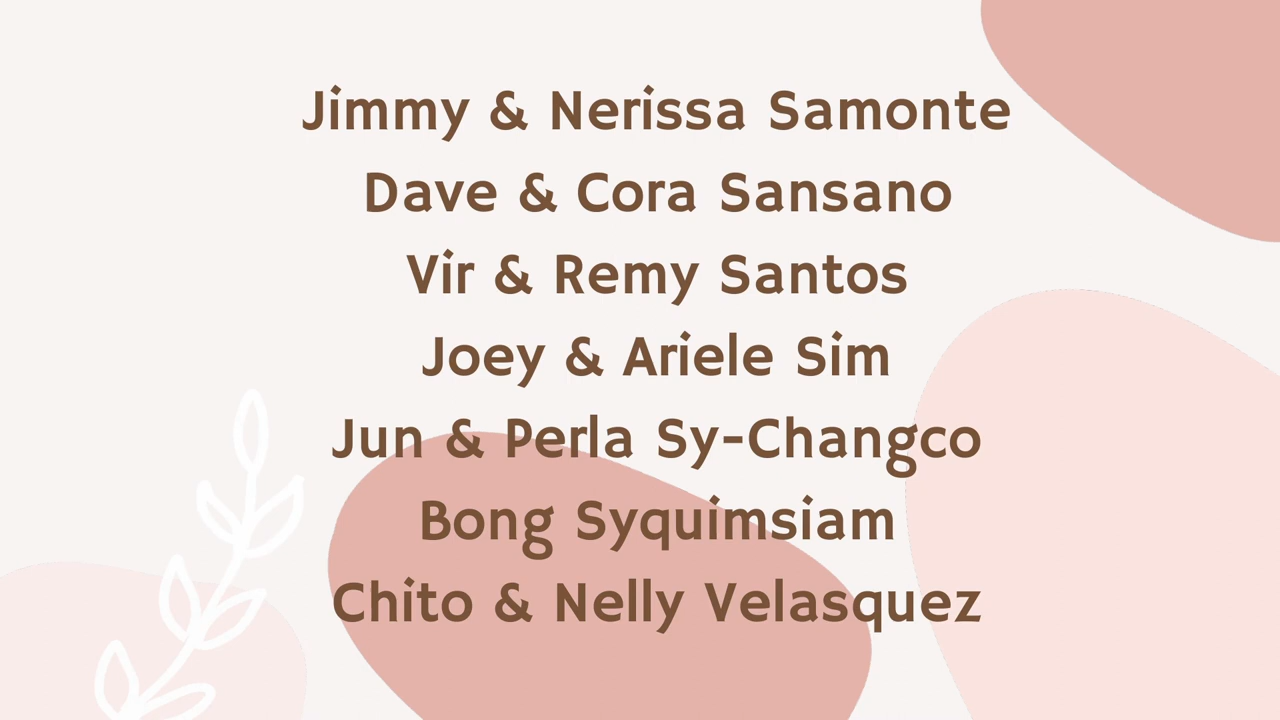 Jimmy & Nerissa Samonte
Dave & Cora Sansano
Vir & Remy Santos
Joey & Ariele Sim
Jun & Perla Sy-Changco
Bong Syquimsiam
Chito & Nelly Velasquez